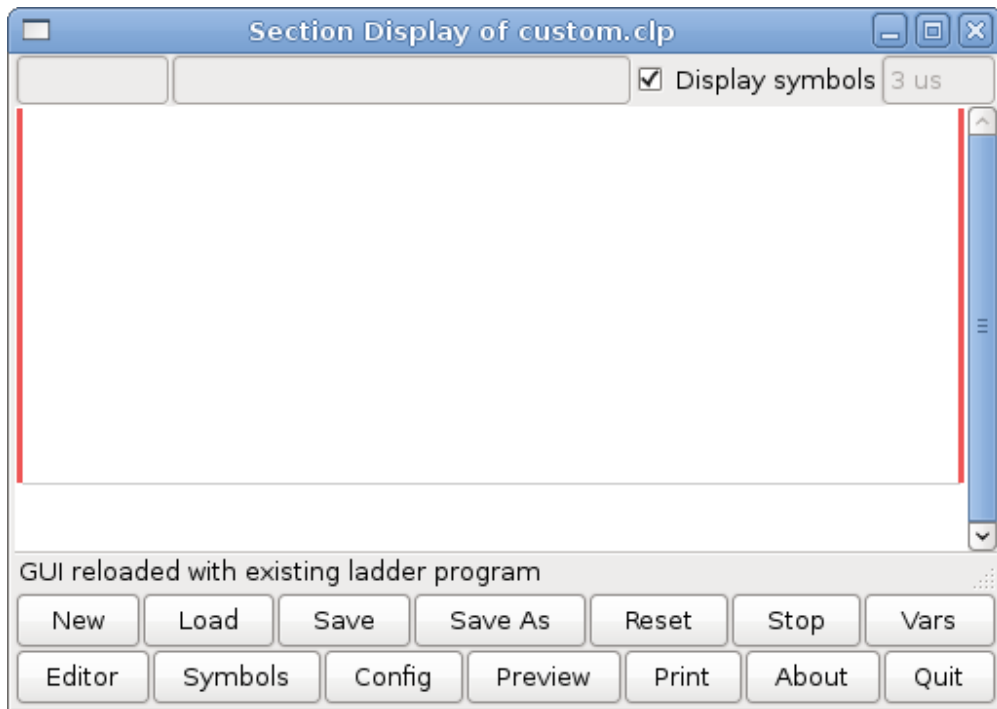 Section Display of custom.clp
Display symbols 3 us
GUI reloaded with existing ladder program
New Load Save Save As Reset Stop Vars
Editor Symbols Config Preview Print About Quit